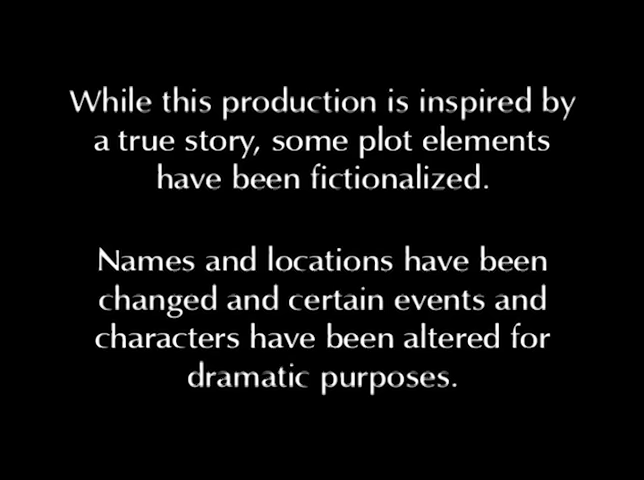 While this production is inspired by
a true story, some plot elements
have been fictionalized.
Names and locations have been
changed and certain events and
characters have been altered for
dramatic purposes.